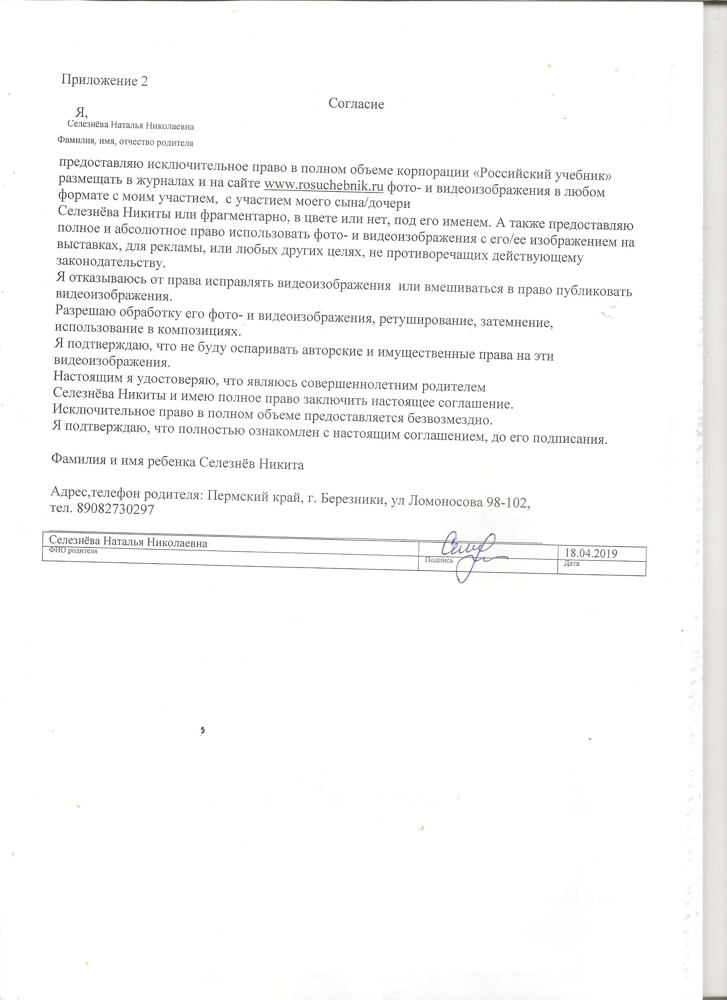 Приложение 2
Согласие
Я,
Селезнёва Наталья Николаевна
Фамилия, имя, отчество родителя
предоставляю исключительное право в полном объеме корпорации «Российский учебник»
размещать в журналах и на сайте www.rosuchebnik.ru фото- и видеоизображения в любом
формате с моим участием,  с участием моего сына/дочери
Селезнёва Никиты или фрагментарно, в цвете или нет, под его именем. А также предоставляю
полное и абсолютное право использовать фото- и видеоизображения с его/ее изображением на
выставках, для рекламы, или любых других целях, не противоречащих действующему
законодательству.
Я отказываюсь от права исправлять видеоизображения  или вмешиваться в право публиковать
видеоизображения.
Разрешаю обработку его фото- и видеоизображения, ретуширование, затемнение,
использование в композициях.
Я подтверждаю, что не буду оспаривать авторские и имущественные права на эти
видеоизображения.
Настоящим я удостоверяю, что являюсь совершеннолетним родителем
Селезнёва Никиты и имею полное право заключить настоящее соглашение.
Исключительное право в полном объеме предоставляется безвозмездно.
Я подтверждаю, что полностью ознакомлен с настоящим соглашением, до его подписания.
Фамилия и имя ребенка Селезнёв Никита
Адрес,телефон родителя: Пермский край, г. Березники, ул Ломоносова 98-102,
тел. 89082730297
Селезнёва Наталья Николаевна 18.04.2019
ФИО родителя Подпись Дата